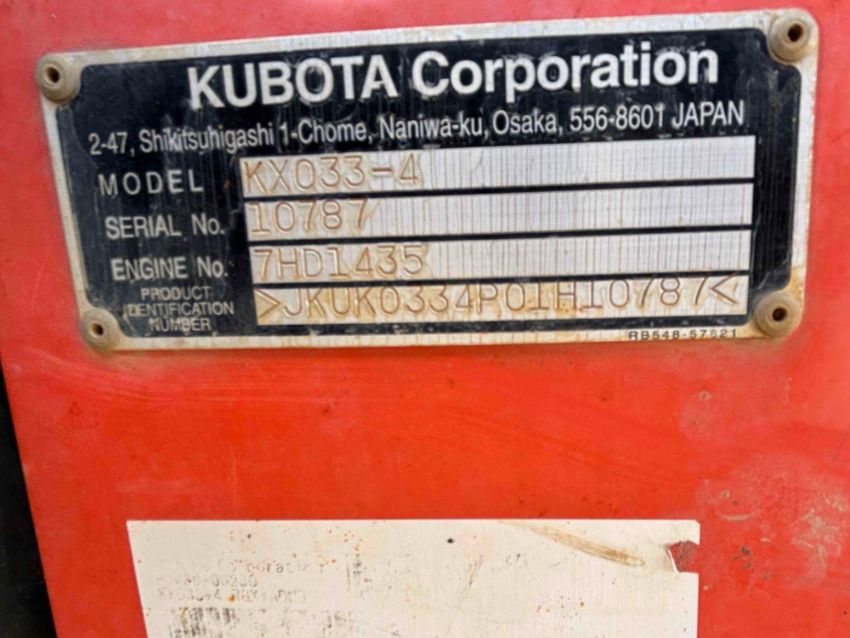 KUBOTA Corporation
2-47, Shikitsuhigashi 1-Chome, Naniwa-ku, Osaka, 556-8601 JAPAN
MODEL KX033-4
SERIAL No. 10787
ENGINE No. 7HD1435
PRODUCT IDENTIFICATION NUMBER >JKUK0334P01H10787<
RB548-57821